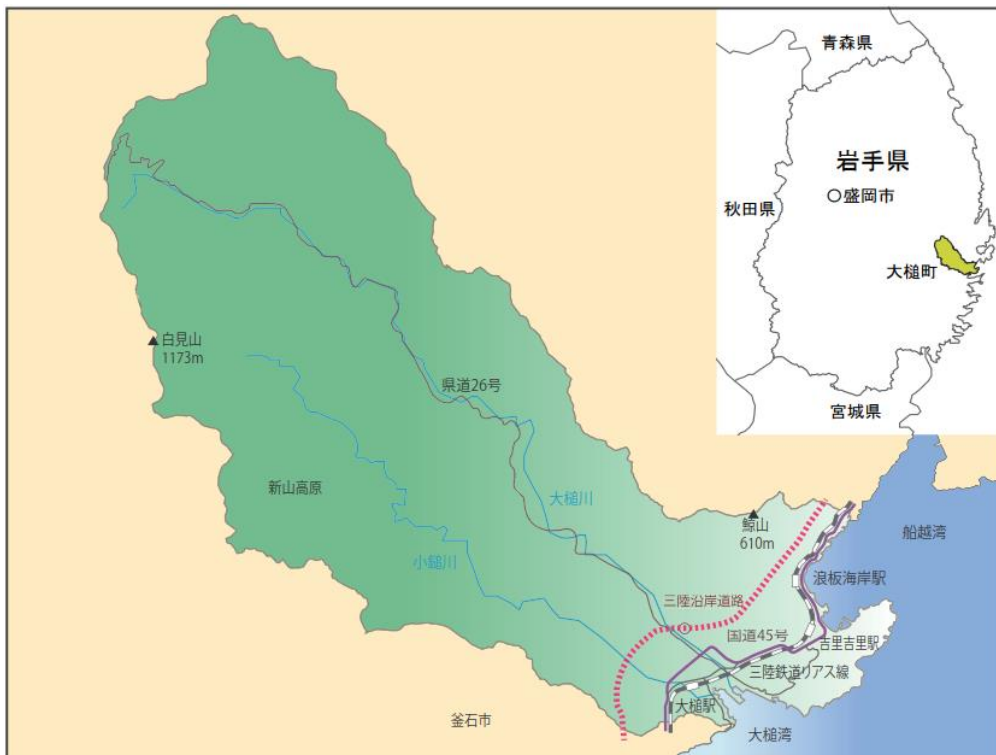 青森県
岩手県
盛岡市
秋田県
大槌町
宮城県
白見山
1173m
県道26号
新山高原
大槌川
小鎚川
鯨山
610m
船越湾
浪板海岸駅
三陸沿岸道路
国道45号
吉里吉里駅
三陸鉄道リアス線
大槌駅
釜石市
大槌湾